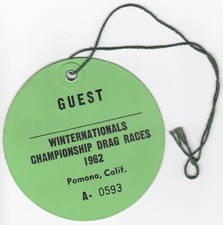 GUEST
WINTERNATIONALS
CHAMPIONSHIP DRAG RACES
1962
Pomona, Calif.
A- 0593